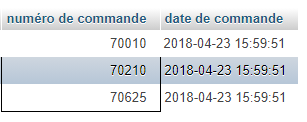 numéro de commande date de commande
70010 2018-04-23 15:59:51
70210 2018-04-23 15:59:51
70625 2018-04-23 15:59:51